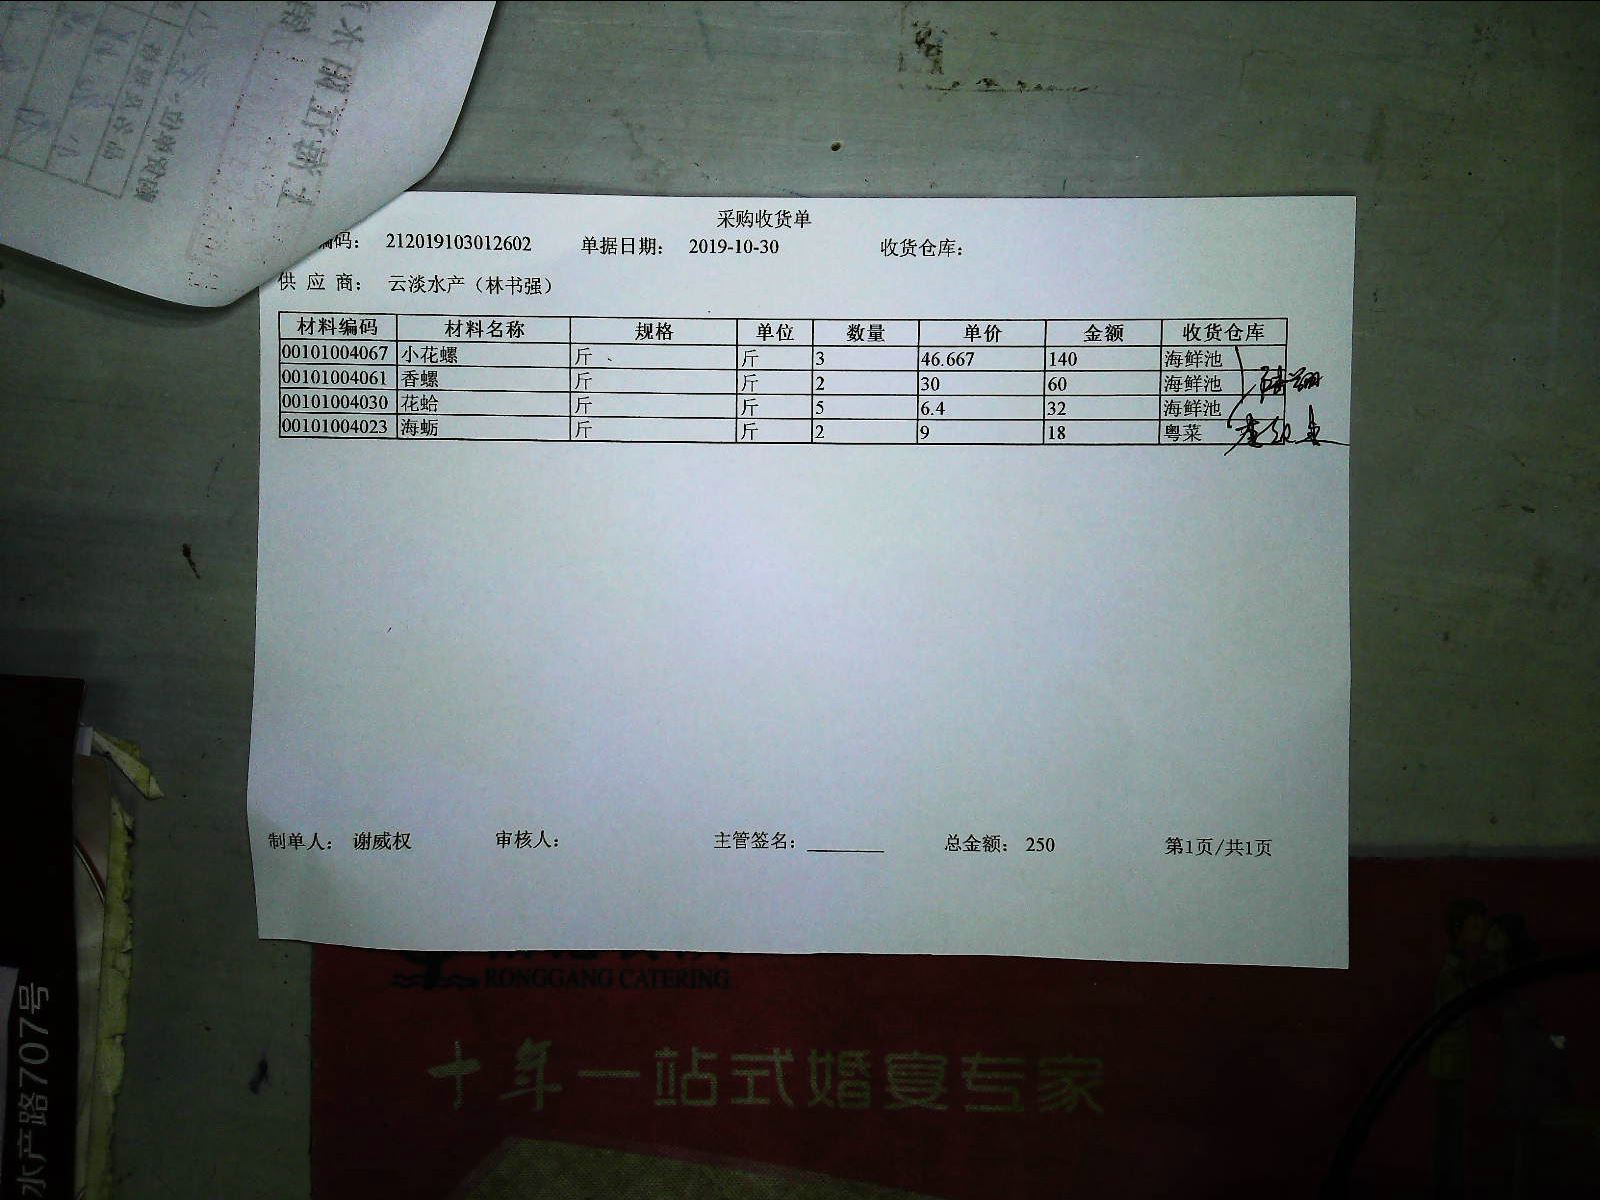 采购收货单
编码： 212019103012602 单据日期： 2019-10-30 收货仓库：
供 应 商： 云淡水产（林书强）
材料编码 材料名称 规格 单位 数量 单价 金额 收货仓库
00101004067 小花螺 斤 斤 3 46.667 140 海鲜池
00101004061 香螺 斤 斤 2 30 60 海鲜池
00101004030 花蛤 斤 斤 5 6.4 32 海鲜池
00101004023 海蛎 斤 斤 2 9 18 粤菜
制单人： 谢威权 审核人： 主管签名： 总金额： 250 第1页/共1页
RONGGANG CATERING
十年一站式婚宴专家
水产路707号